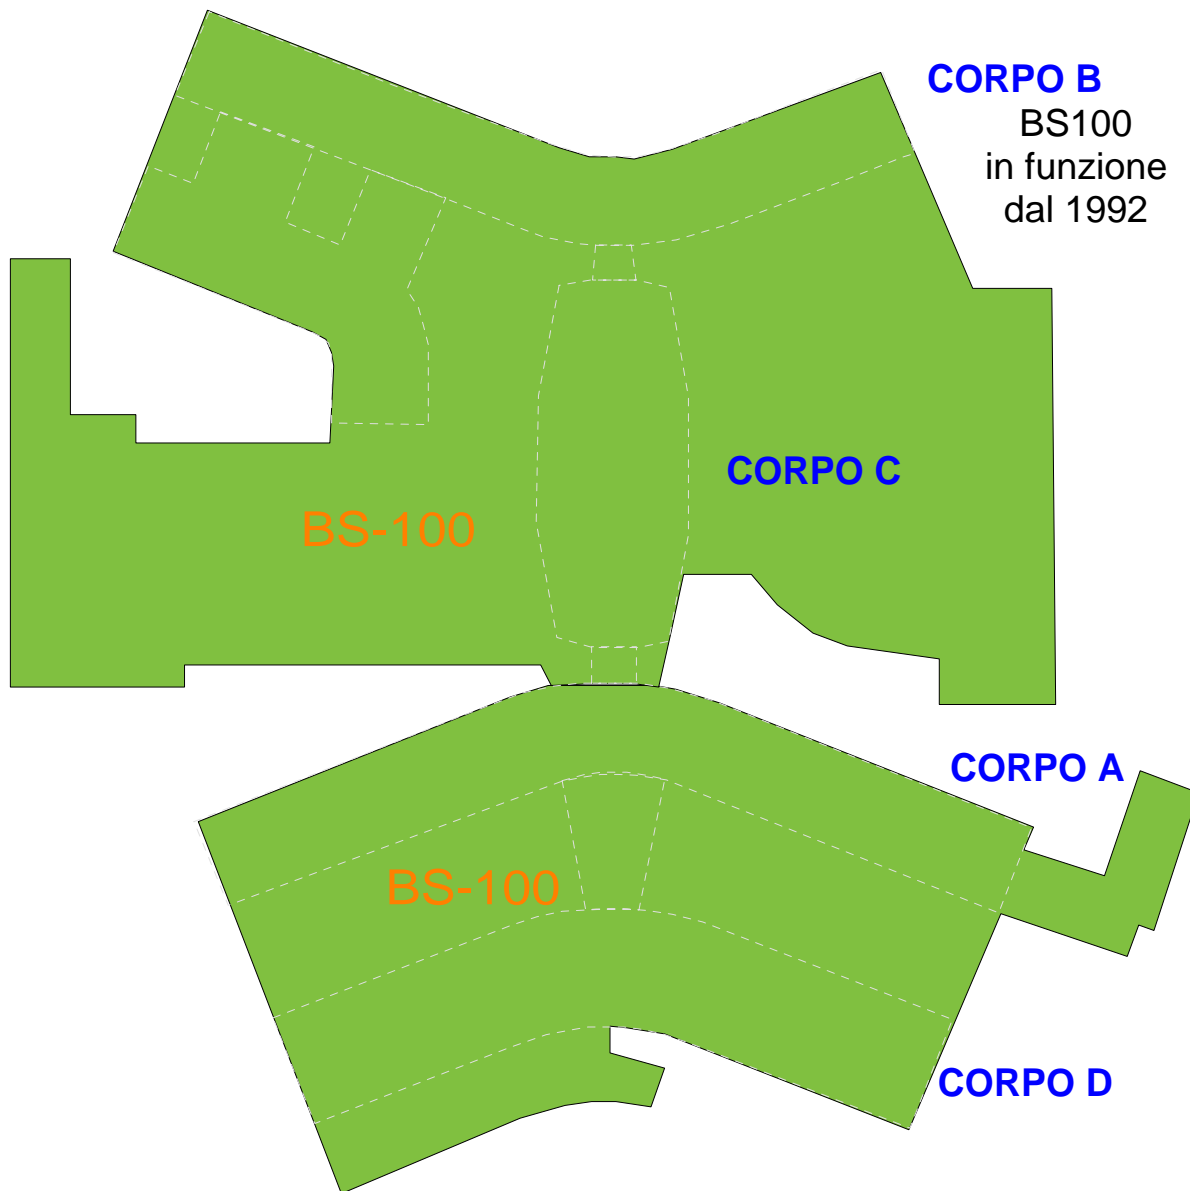 CORPO B
BS100
in funzione
dal 1992
CORPO C
BS-100
CORPO A
BS-100
CORPO D